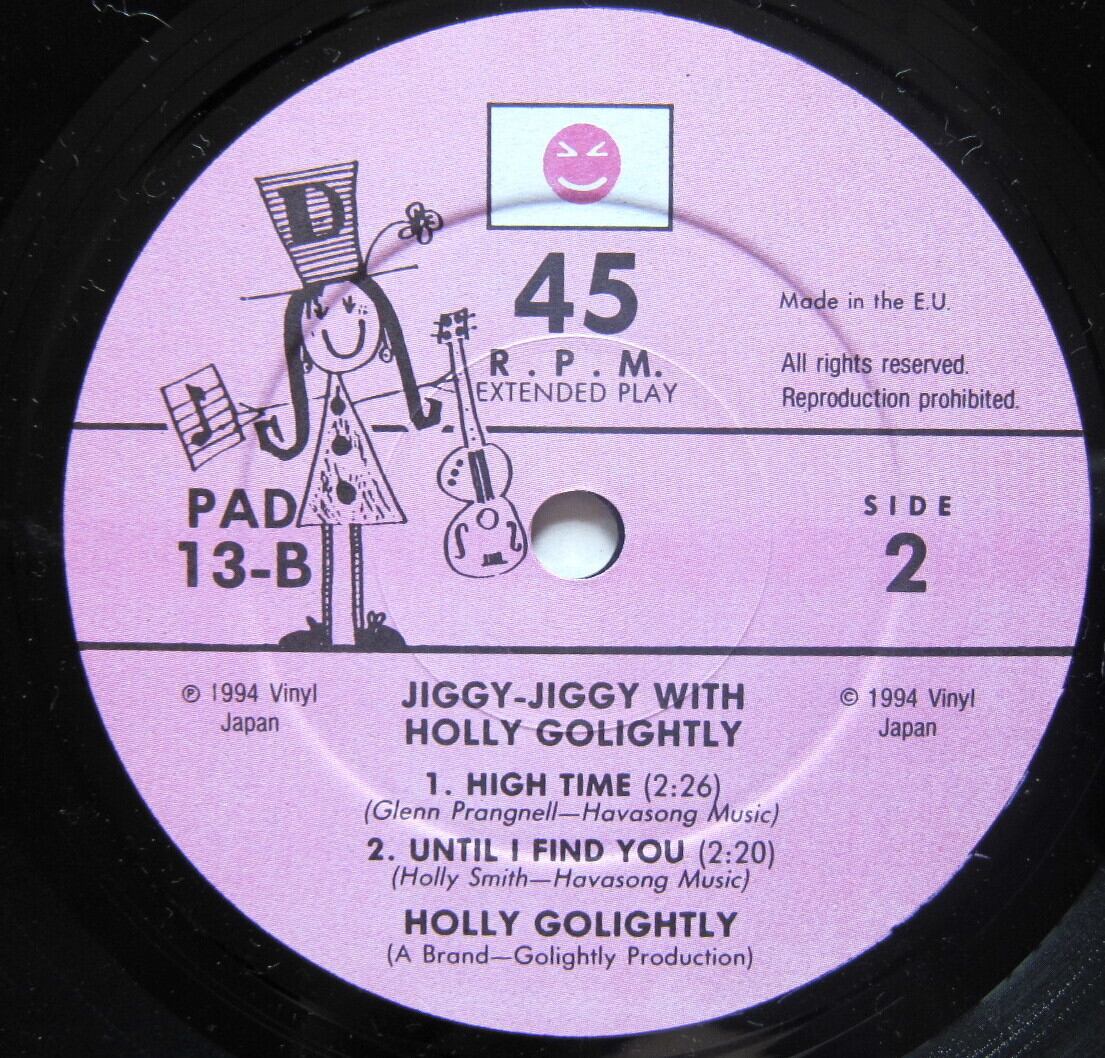 D
45
R.P.M.
EXTENDED PLAY
Made in the E.U.
All rights reserved.
Reproduction prohibited.
PAD
13-B
SIDE
2
℗ 1994 Vinyl
Japan
© 1994 Vinyl
Japan
JIGGY-JIGGY WITH
HOLLY GOLIGHTLY
1. HIGH TIME (2:26)
(Glenn Prangnell—Havasong Music)
2. UNTIL I FIND YOU (2:20)
(Holly Smith—Havasong Music)
HOLLY GOLIGHTLY
(A Brand—Golightly Production)